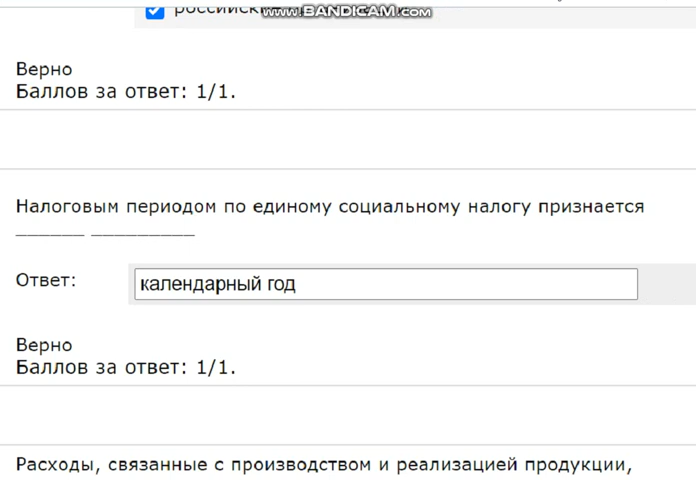 www.BANDICAM.com
Верно
Баллов за ответ: 1/1.
Налоговым периодом по единому социальному налогу признается
______ _________
Ответ:
календарный год
Верно
Баллов за ответ: 1/1.
Расходы, связанные с производством и реализацией продукции,